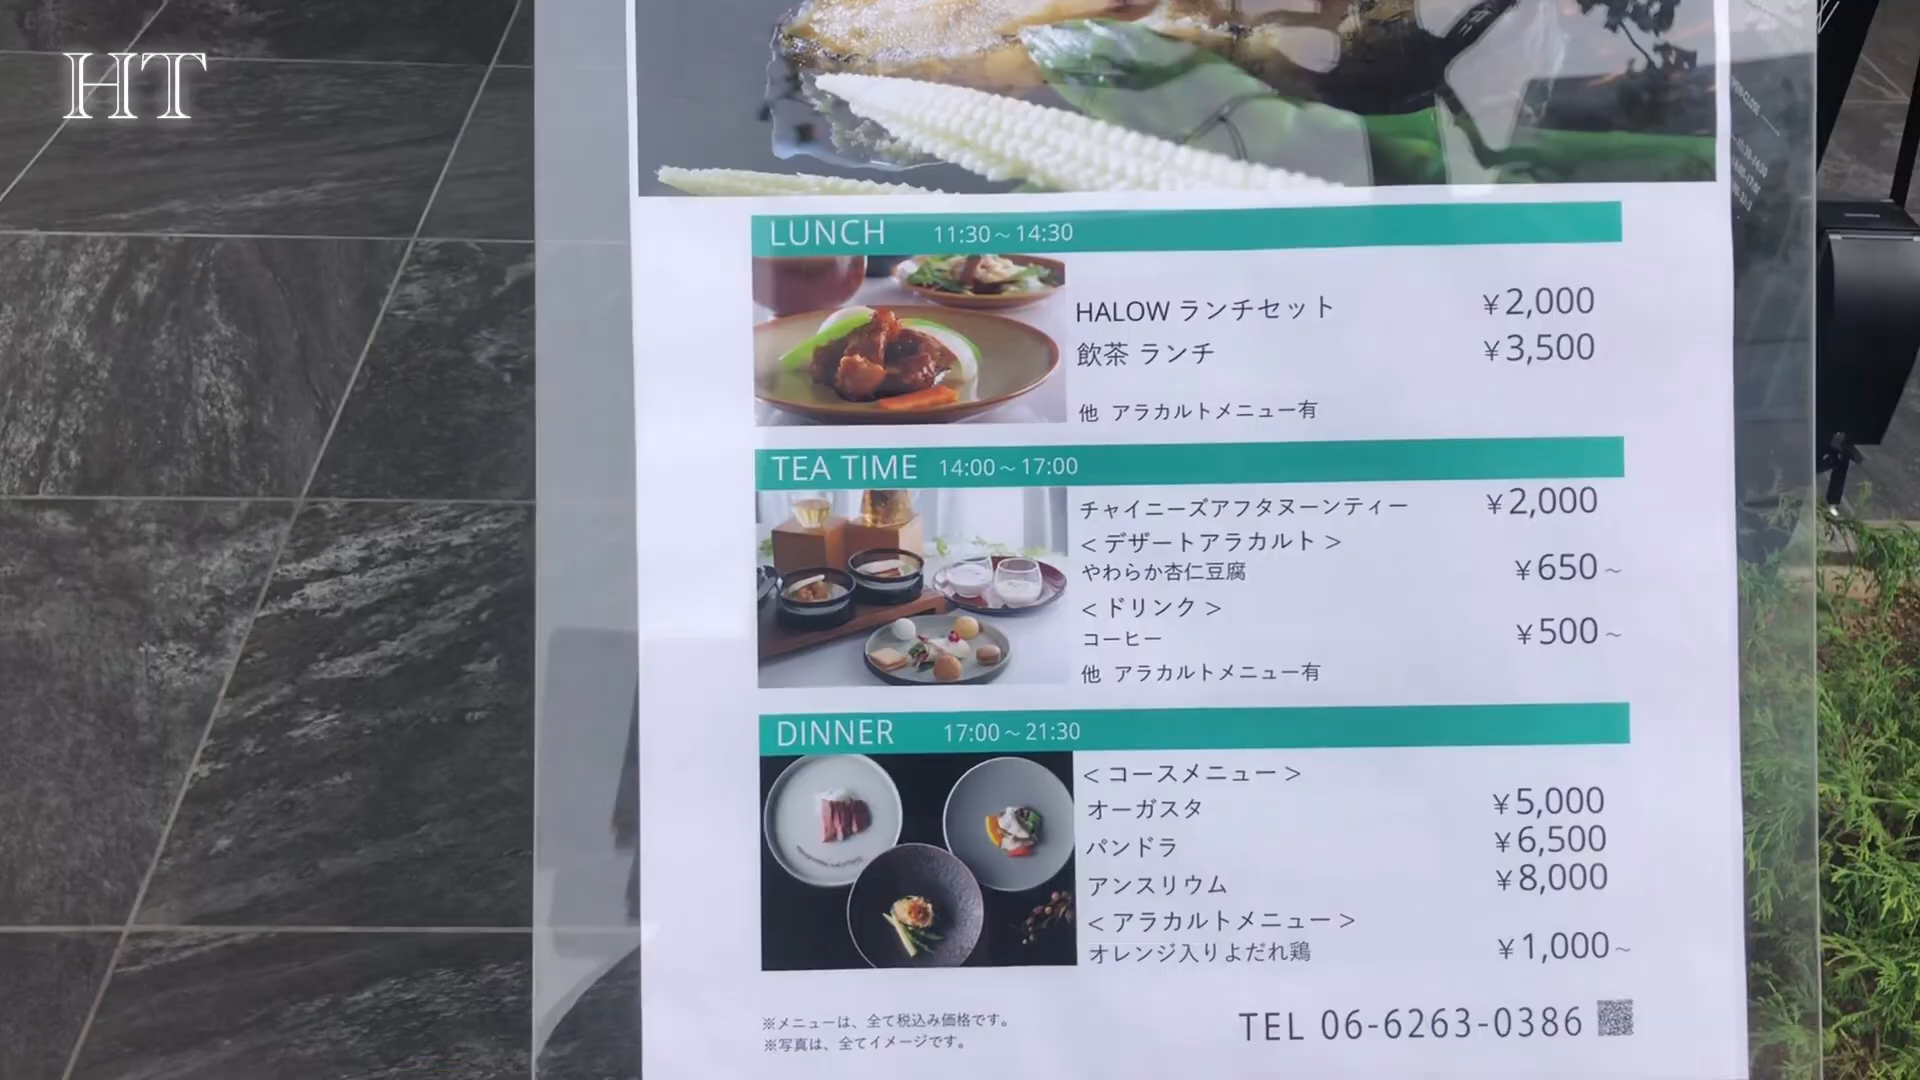 HT
LUNCH 11:30～14:30
HALOW ランチセット ￥2,000
飲茶 ランチ ￥3,500
他 アラカルトメニュー有
TEA TIME 14:00～17:00
チャイニーズアフタヌーンティー ￥2,000
＜デザートアラカルト＞
やわらか杏仁豆腐 ￥650～
＜ドリンク＞
コーヒー ￥500～
他 アラカルトメニュー有
DINNER 17:00～21:30
＜コースメニュー＞
オーガスタ ￥5,000
パンドラ ￥6,500
アンスリウム ￥8,000
＜アラカルトメニュー＞
オレンジ入りよだれ鶏 ￥1,000～
※メニューは、全て税込み価格です。
※写真は、全てイメージです。
TEL 06-6263-0386